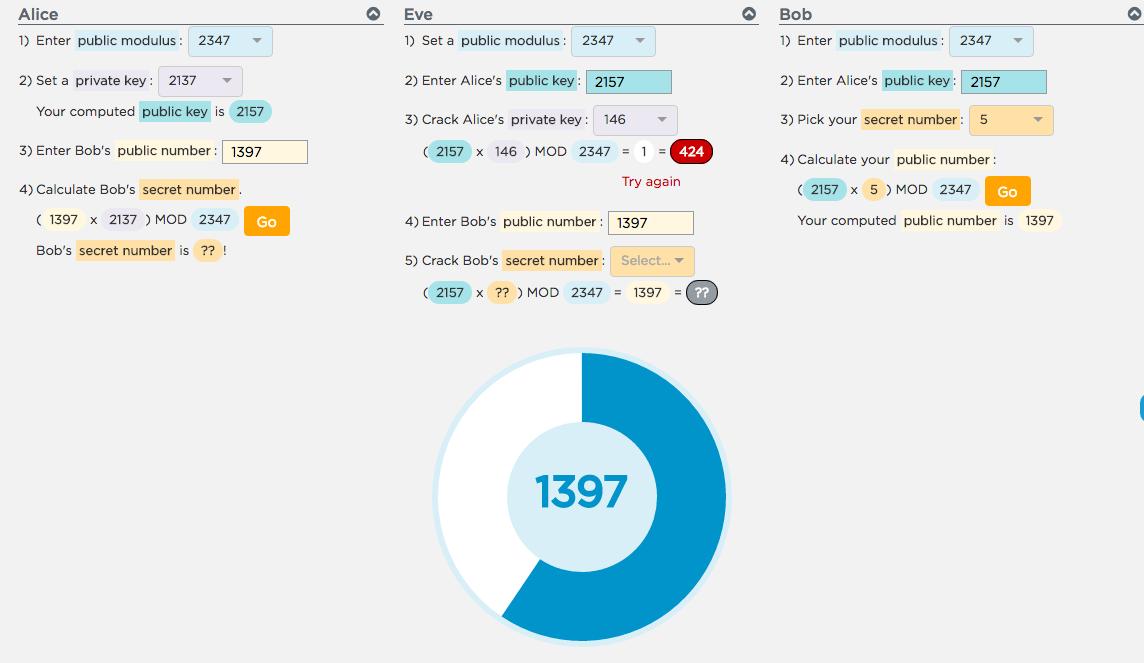 Alice
1) Enter public modulus: 2347
2) Set a private key: 2137
Your computed public key is 2157
3) Enter Bob's public number: 1397
4) Calculate Bob's secret number.
( 1397 x 2137 ) MOD 2347 Go
Bob's secret number is ?? !
Eve
1) Set a public modulus: 2347
2) Enter Alice's public key: 2157
3) Crack Alice's private key: 146
( 2157 x 146 ) MOD 2347 = 1 = 424
Try again
4) Enter Bob's public number: 1397
5) Crack Bob's secret number: Select...
( 2157 x ?? ) MOD 2347 = 1397 = ??
Bob
1) Enter public modulus: 2347
2) Enter Alice's public key: 2157
3) Pick your secret number: 5
4) Calculate your public number:
( 2157 x 5 ) MOD 2347 Go
Your computed public number is 1397
1397